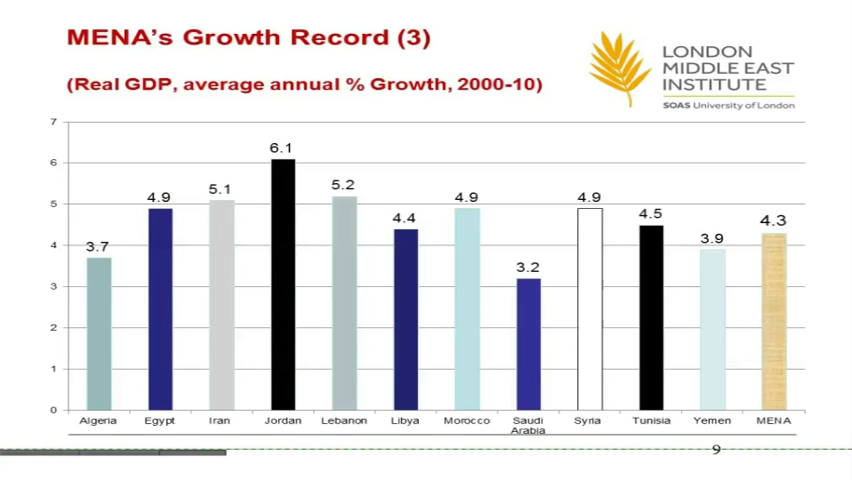 MENA's Growth Record (3)
(Real GDP, average annual % Growth, 2000-10)
LONDON
MIDDLE EAST
INSTITUTE
SOAS University of London
7
6
5
4
3
2
1
0
3.7
4.9
5.1
6.1
5.2
4.4
4.9
3.2
4.9
4.5
3.9
4.3
Algeria
Egypt
Iran
Jordan
Lebanon
Libya
Morocco
Saudi
Arabia
Syria
Tunisia
Yemen
MENA
9